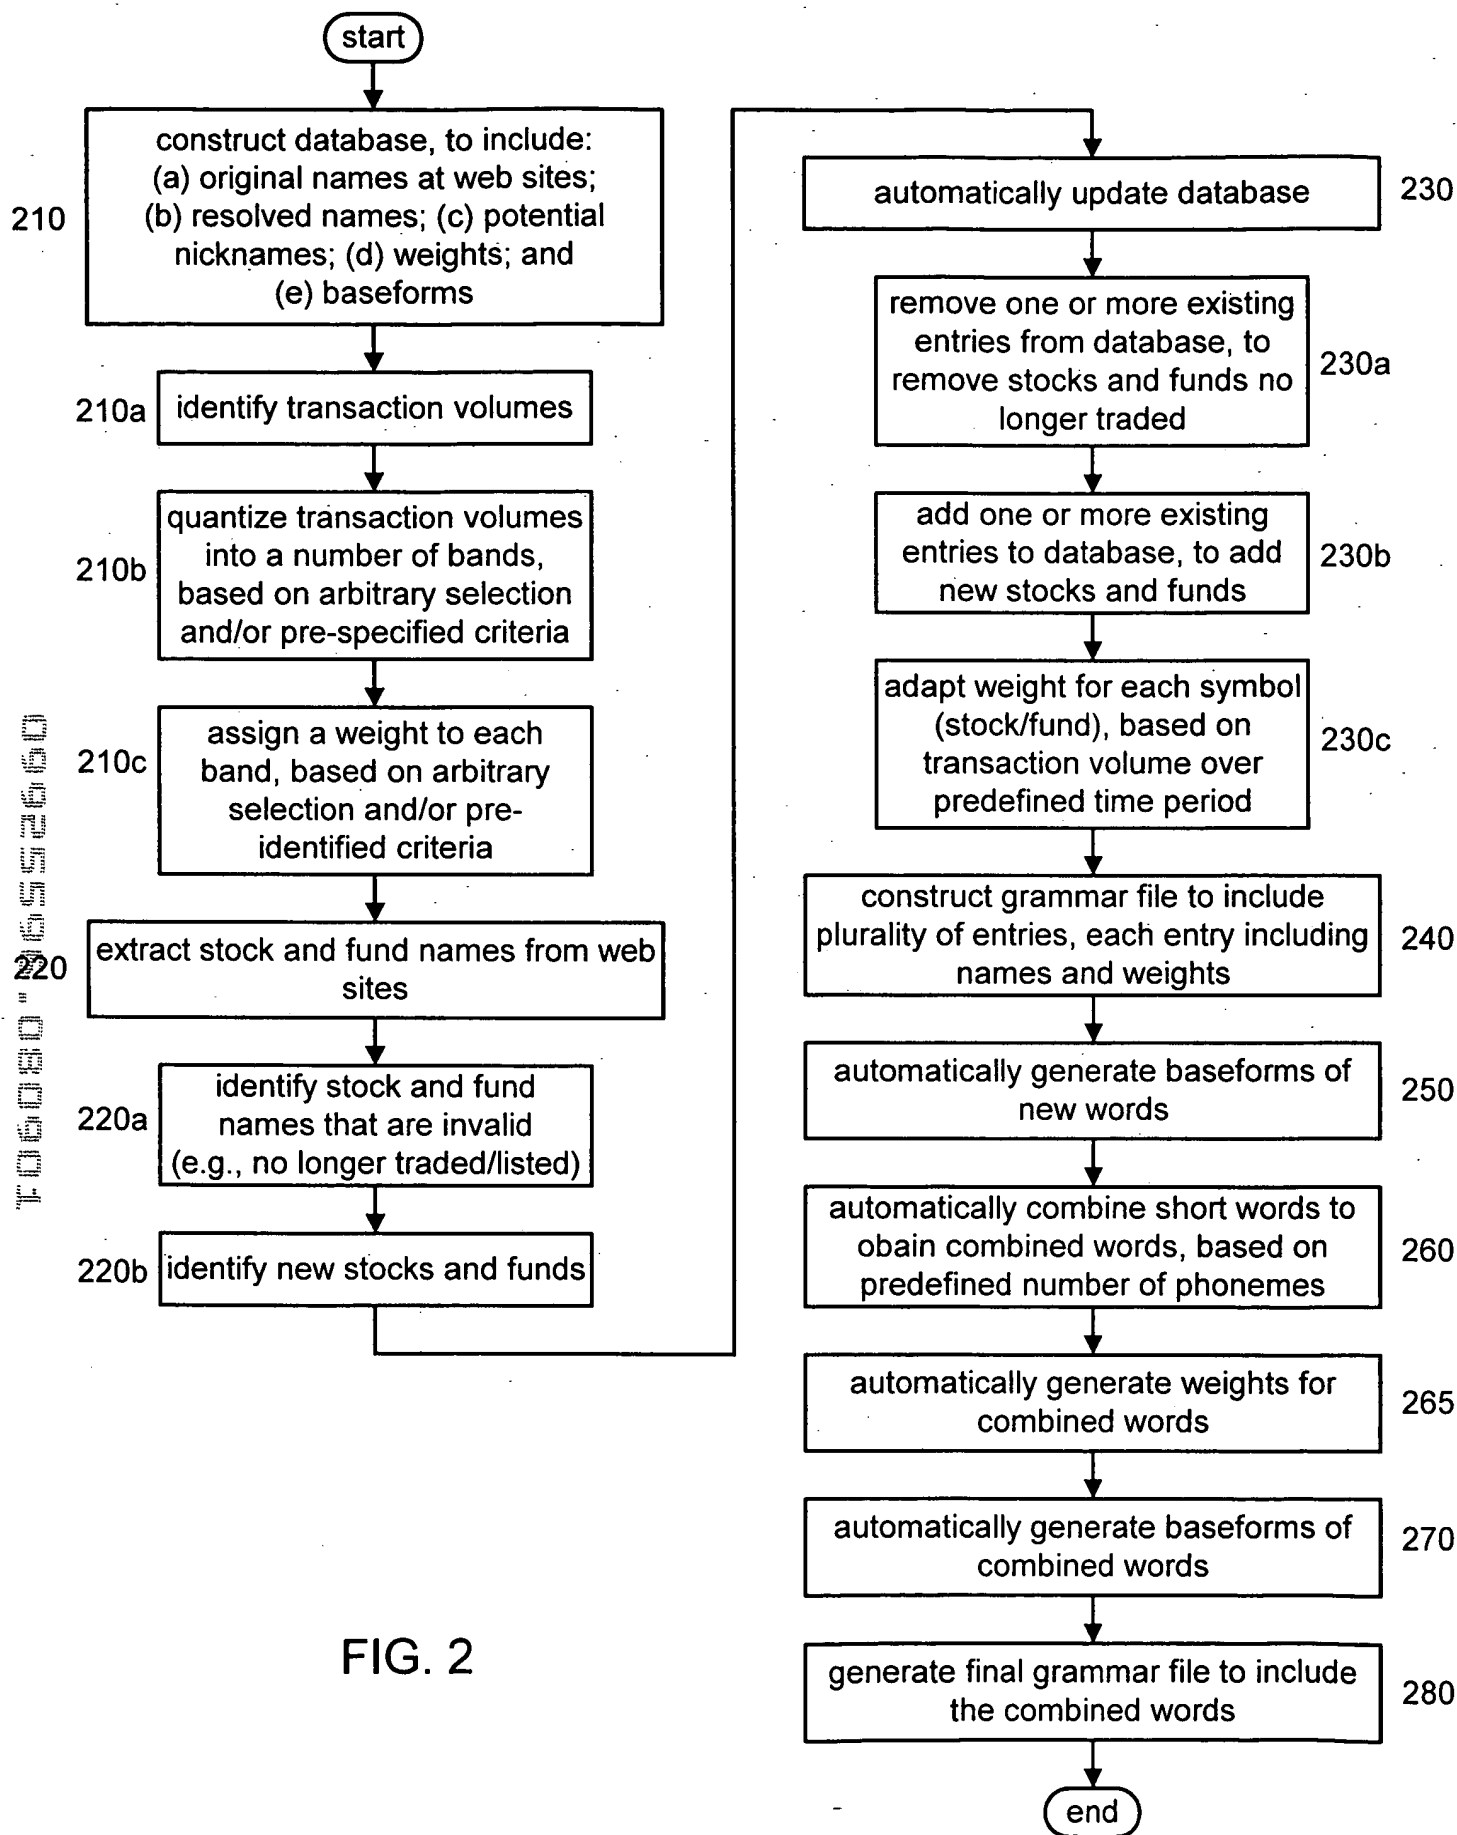 start
construct database, to include:
(a) original names at web sites;
(b) resolved names; (c) potential
nicknames; (d) weights; and
(e) baseforms
210
identify transaction volumes
210a
quantize transaction volumes
into a number of bands,
based on arbitrary selection
and/or pre-specified criteria
210b
assign a weight to each
band, based on arbitrary
selection and/or pre-
identified criteria
210c
extract stock and fund names from web
sites
220
identify stock and fund
names that are invalid
(e.g., no longer traded/listed)
220a
identify new stocks and funds
220b
automatically update database
230
remove one or more existing
entries from database, to
remove stocks and funds no
longer traded
230a
add one or more existing
entries to database, to add
new stocks and funds
230b
adapt weight for each symbol
(stock/fund), based on
transaction volume over
predefined time period
230c
construct grammar file to include
plurality of entries, each entry including
names and weights
240
automatically generate baseforms of
new words
250
automatically combine short words to
obain combined words, based on
predefined number of phonemes
260
automatically generate weights for
combined words
265
automatically generate baseforms of
combined words
270
generate final grammar file to include
the combined words
280
end
FIG. 2